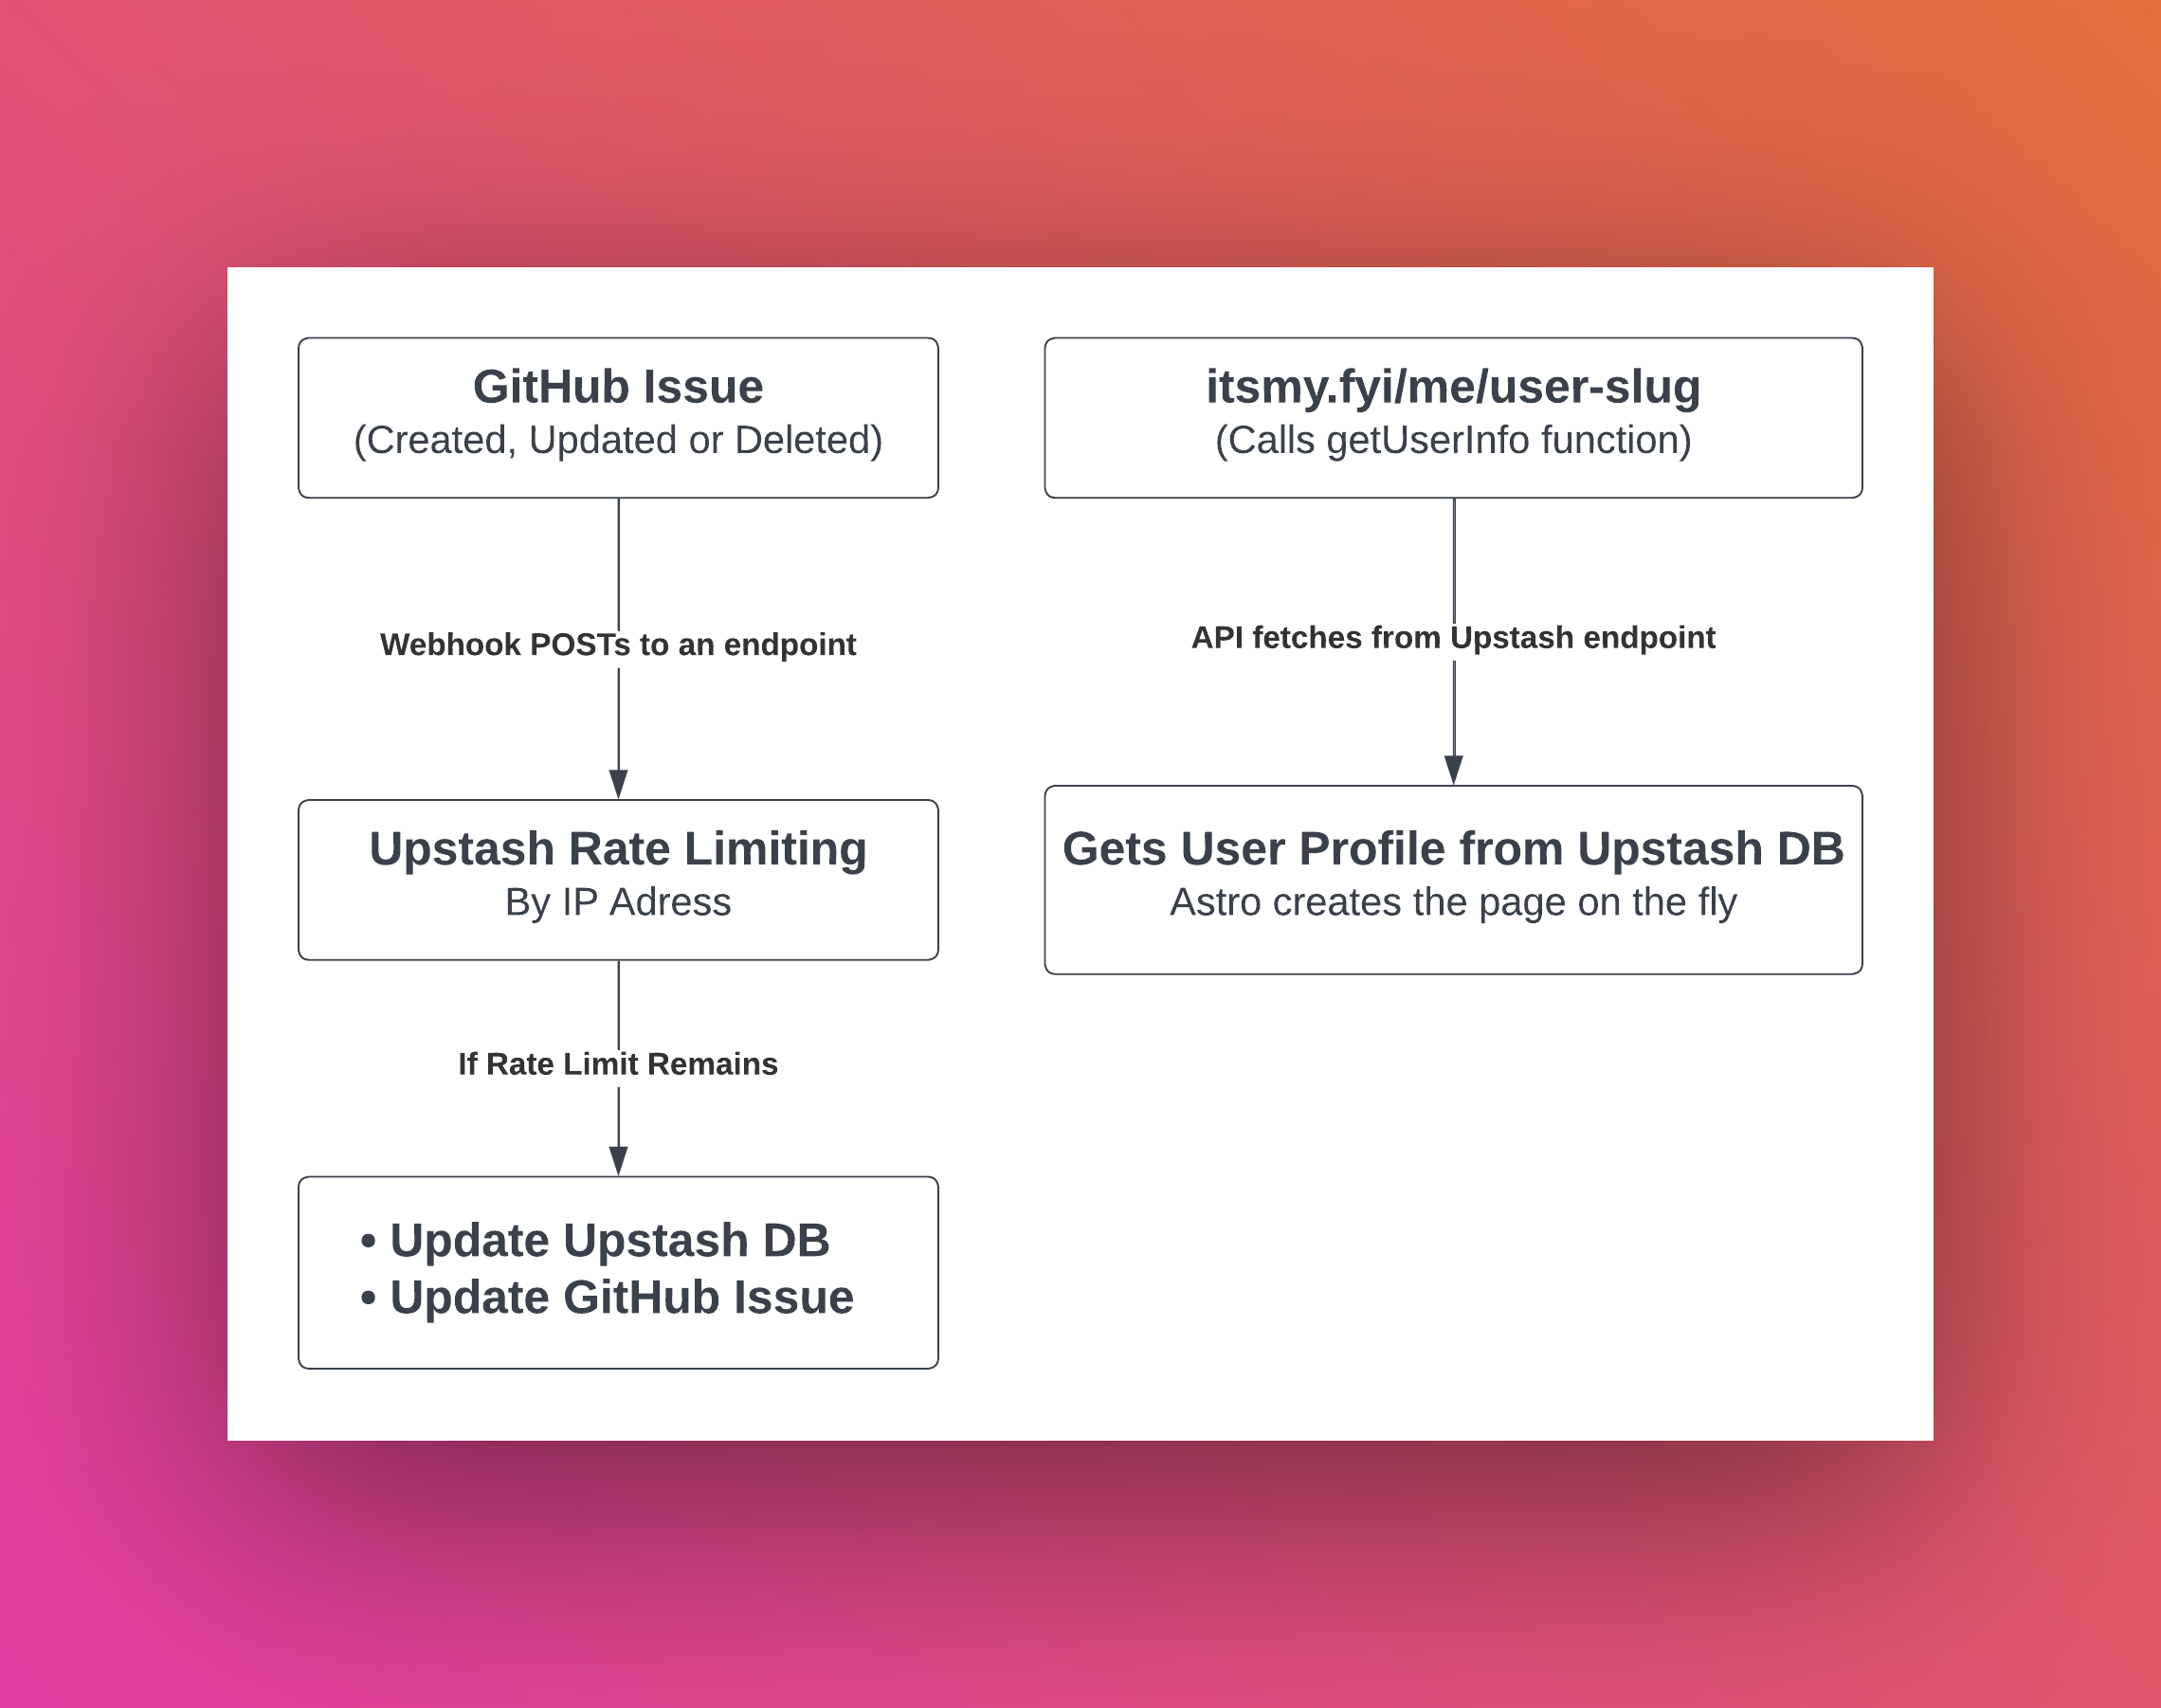 GitHub Issue
(Created, Updated or Deleted)
Webhook POSTs to an endpoint
Upstash Rate Limiting
By IP Adress
If Rate Limit Remains
• Update Upstash DB
• Update GitHub Issue
itsmy.fyi/me/user-slug
(Calls getUserInfo function)
API fetches from Upstash endpoint
Gets User Profile from Upstash DB
Astro creates the page on the fly